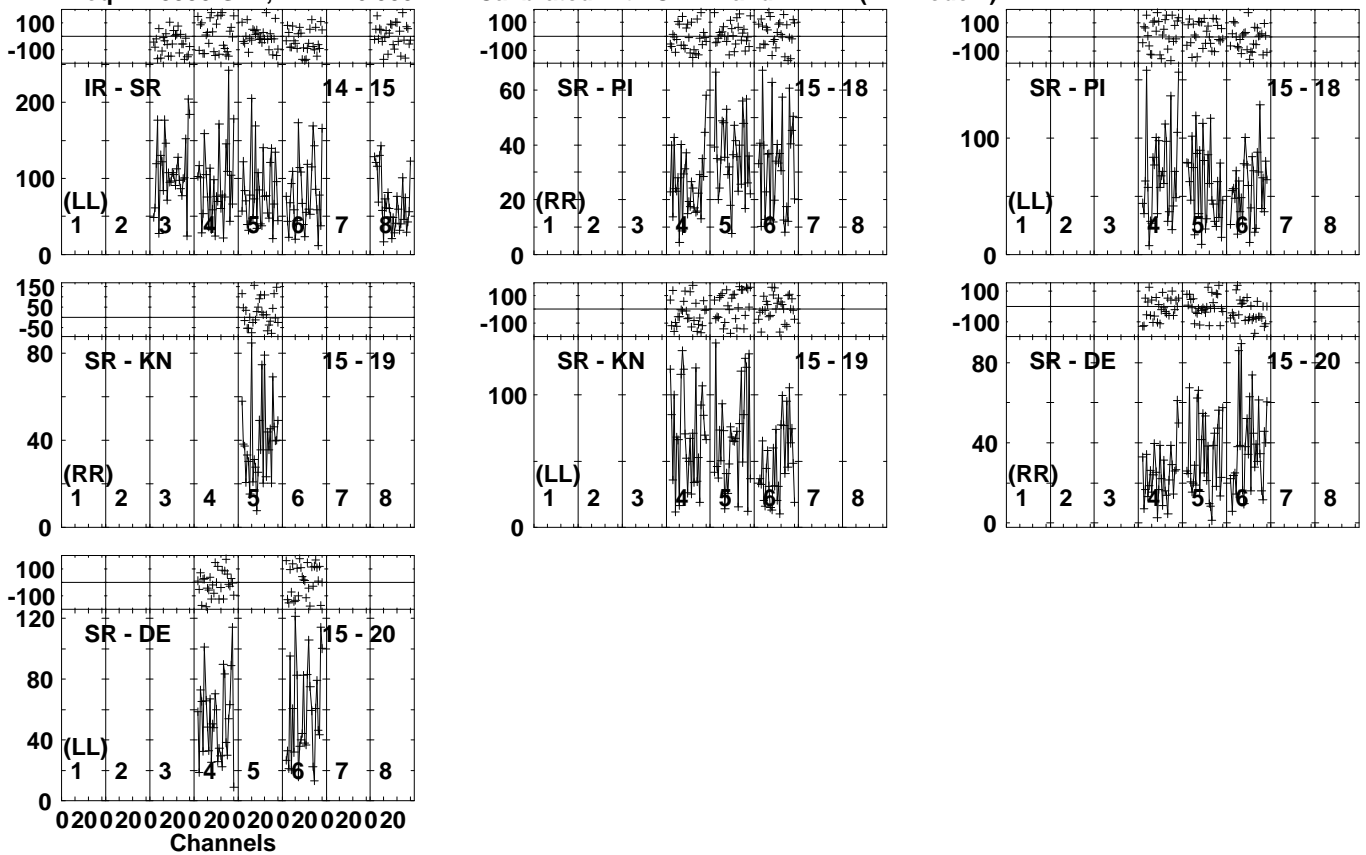 100
-100
IR - SR 14 - 15
200
100
(LL)
1 2 3 4 5 6 7 8
0
100
-100
SR - PI 15 - 18
60
40
20
(RR)
1 2 3 4 5 6 7 8
0
100
-100
SR - PI 15 - 18
100
(LL)
1 2 3 4 5 6 7 8
0
150
50
-50
SR - KN 15 - 19
80
40
(RR)
1 2 3 4 5 6 7 8
0
100
-100
SR - KN 15 - 19
100
(LL)
1 2 3 4 5 6 7 8
0
100
-100
SR - DE 15 - 20
80
40
(RR)
1 2 3 4 5 6 7 8
0
100
-100
120
SR - DE 15 - 20
80
40
(LL)
1 2 3 4 5 6 7 8
0
0 20 0 20 0 20 0 20 0 20 0 20 0 20 0 20
Channels